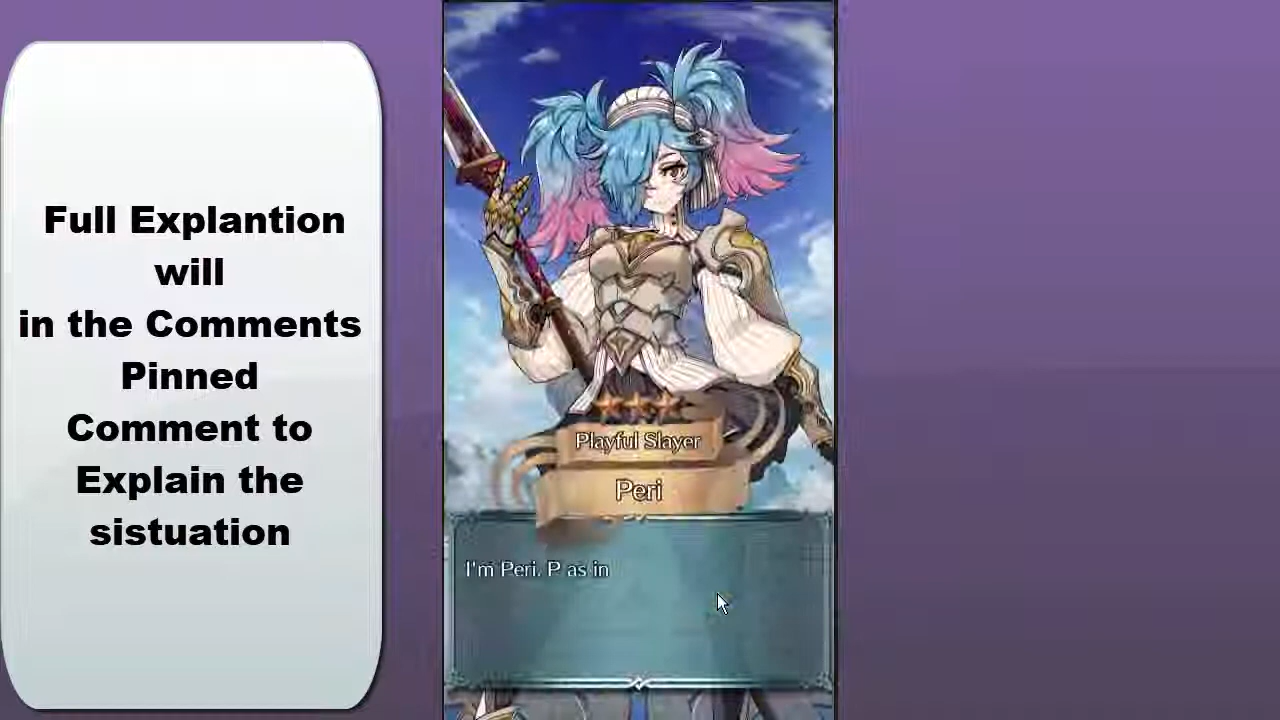 Full Explantion
will
in the Comments
Pinned
Comment to
Explain the
sistuation
Playful Slayer
Peri
I'm Peri. P as in